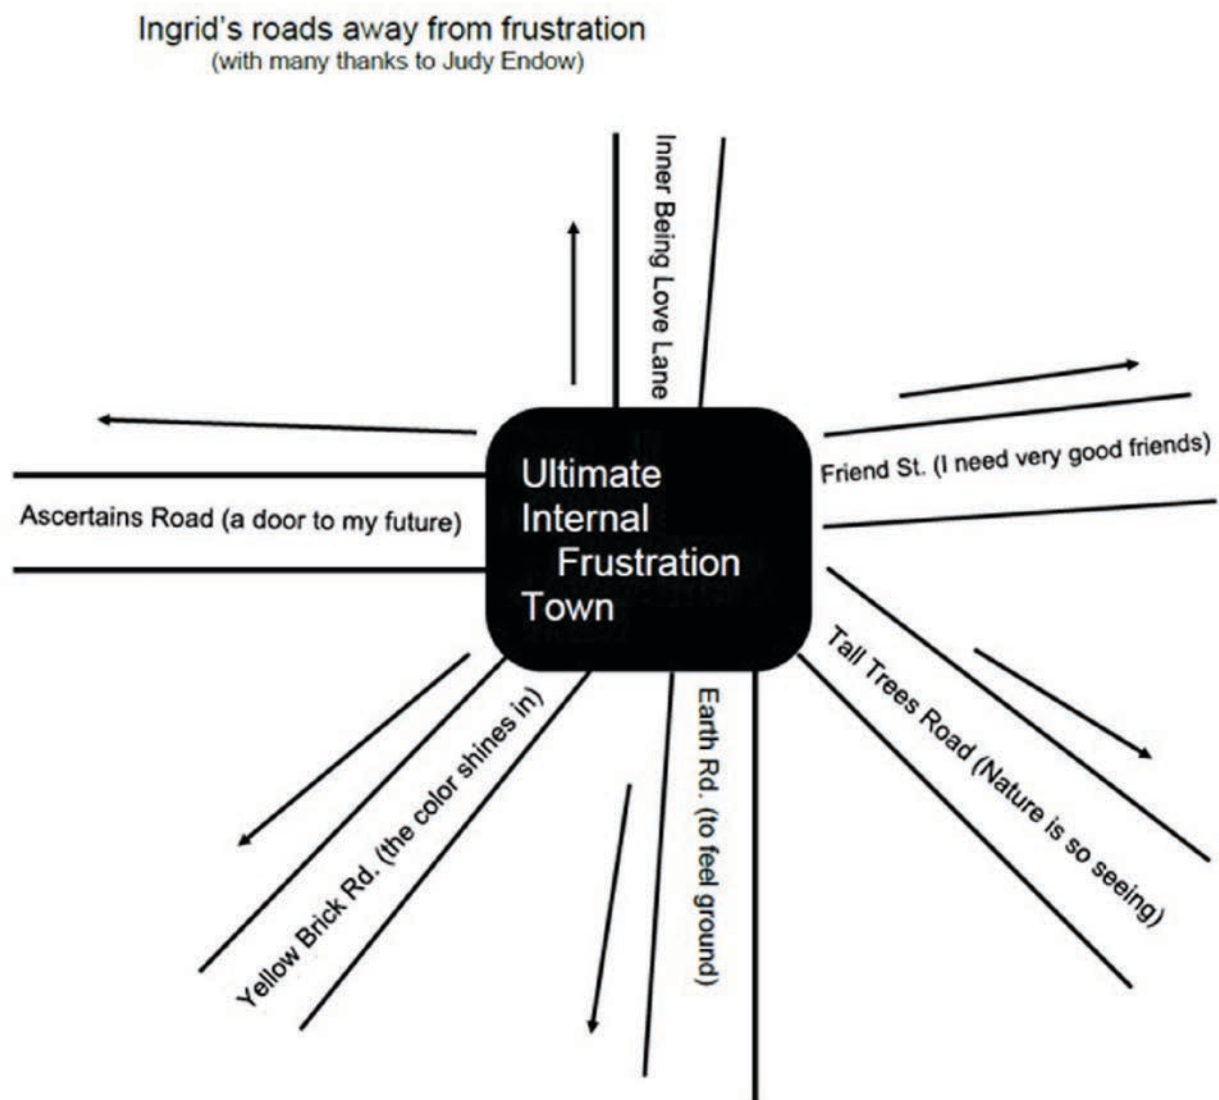 Ingrid's roads away from frustration
(with many thanks to Judy Endow)
Inner Being Love Lane
Friend St. (I need very good friends)
Ascertains Road (a door to my future)
Ultimate
Internal
Frustration
Town
Tall Trees Road (Nature is so seeing)
Yellow Brick Rd. (the color shines in)
Earth Rd. (to feel ground)